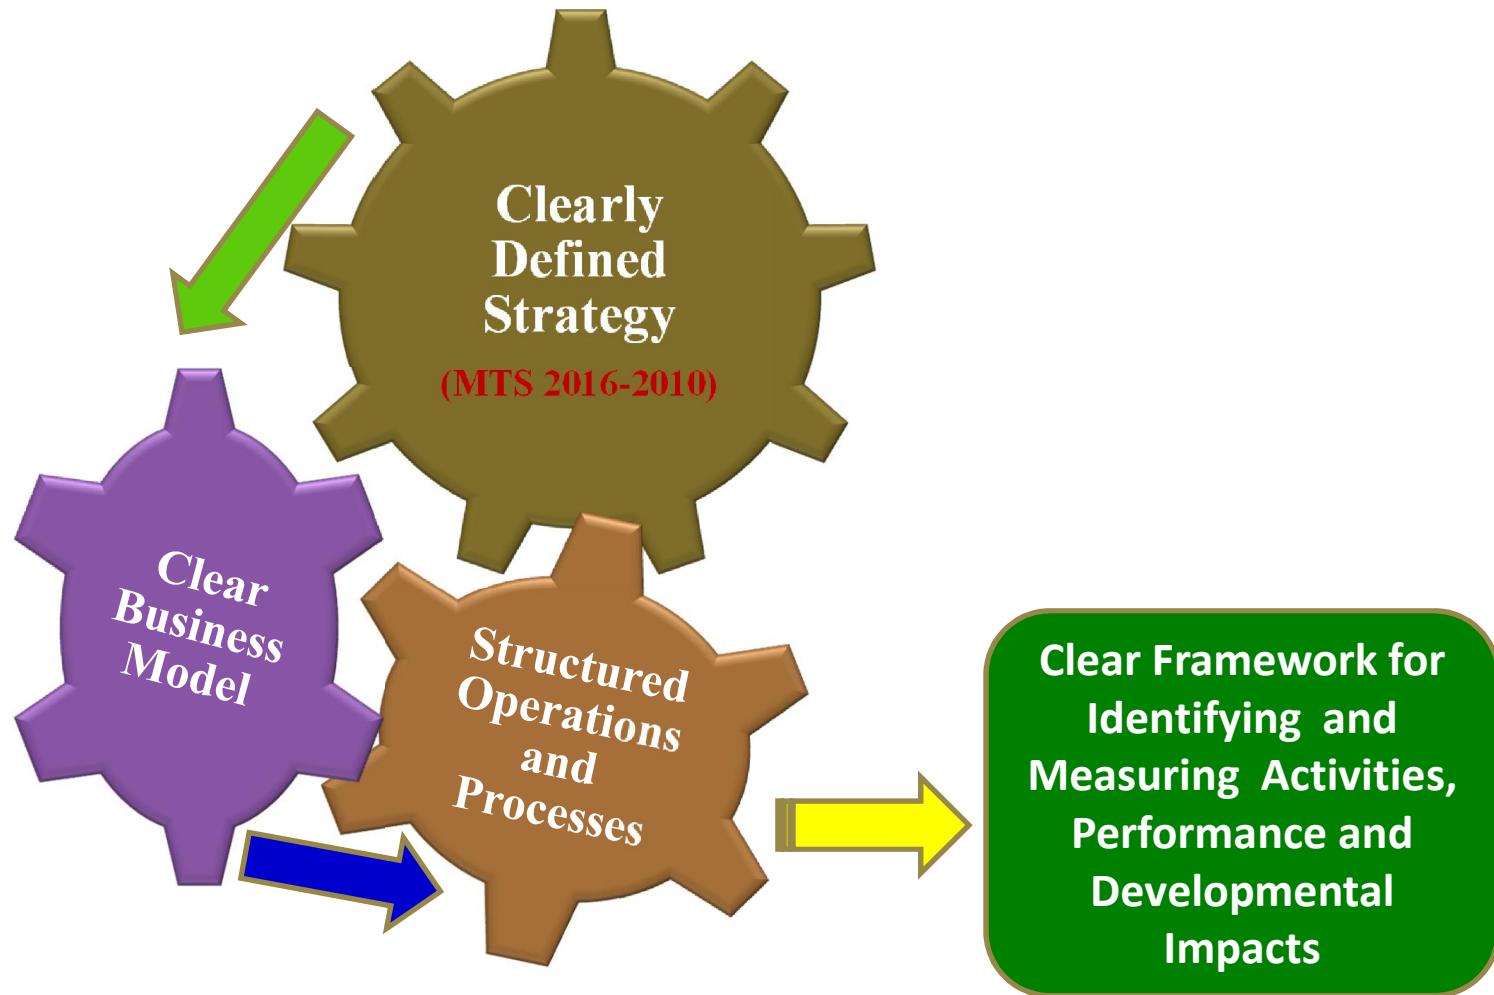 Clearly
Defined
Strategy
(MTS 2016-2010)
Clear
Business
Model
Structured
Operations
and
Processes
Clear Framework for
Identifying and
Measuring Activities,
Performance and
Developmental
Impacts